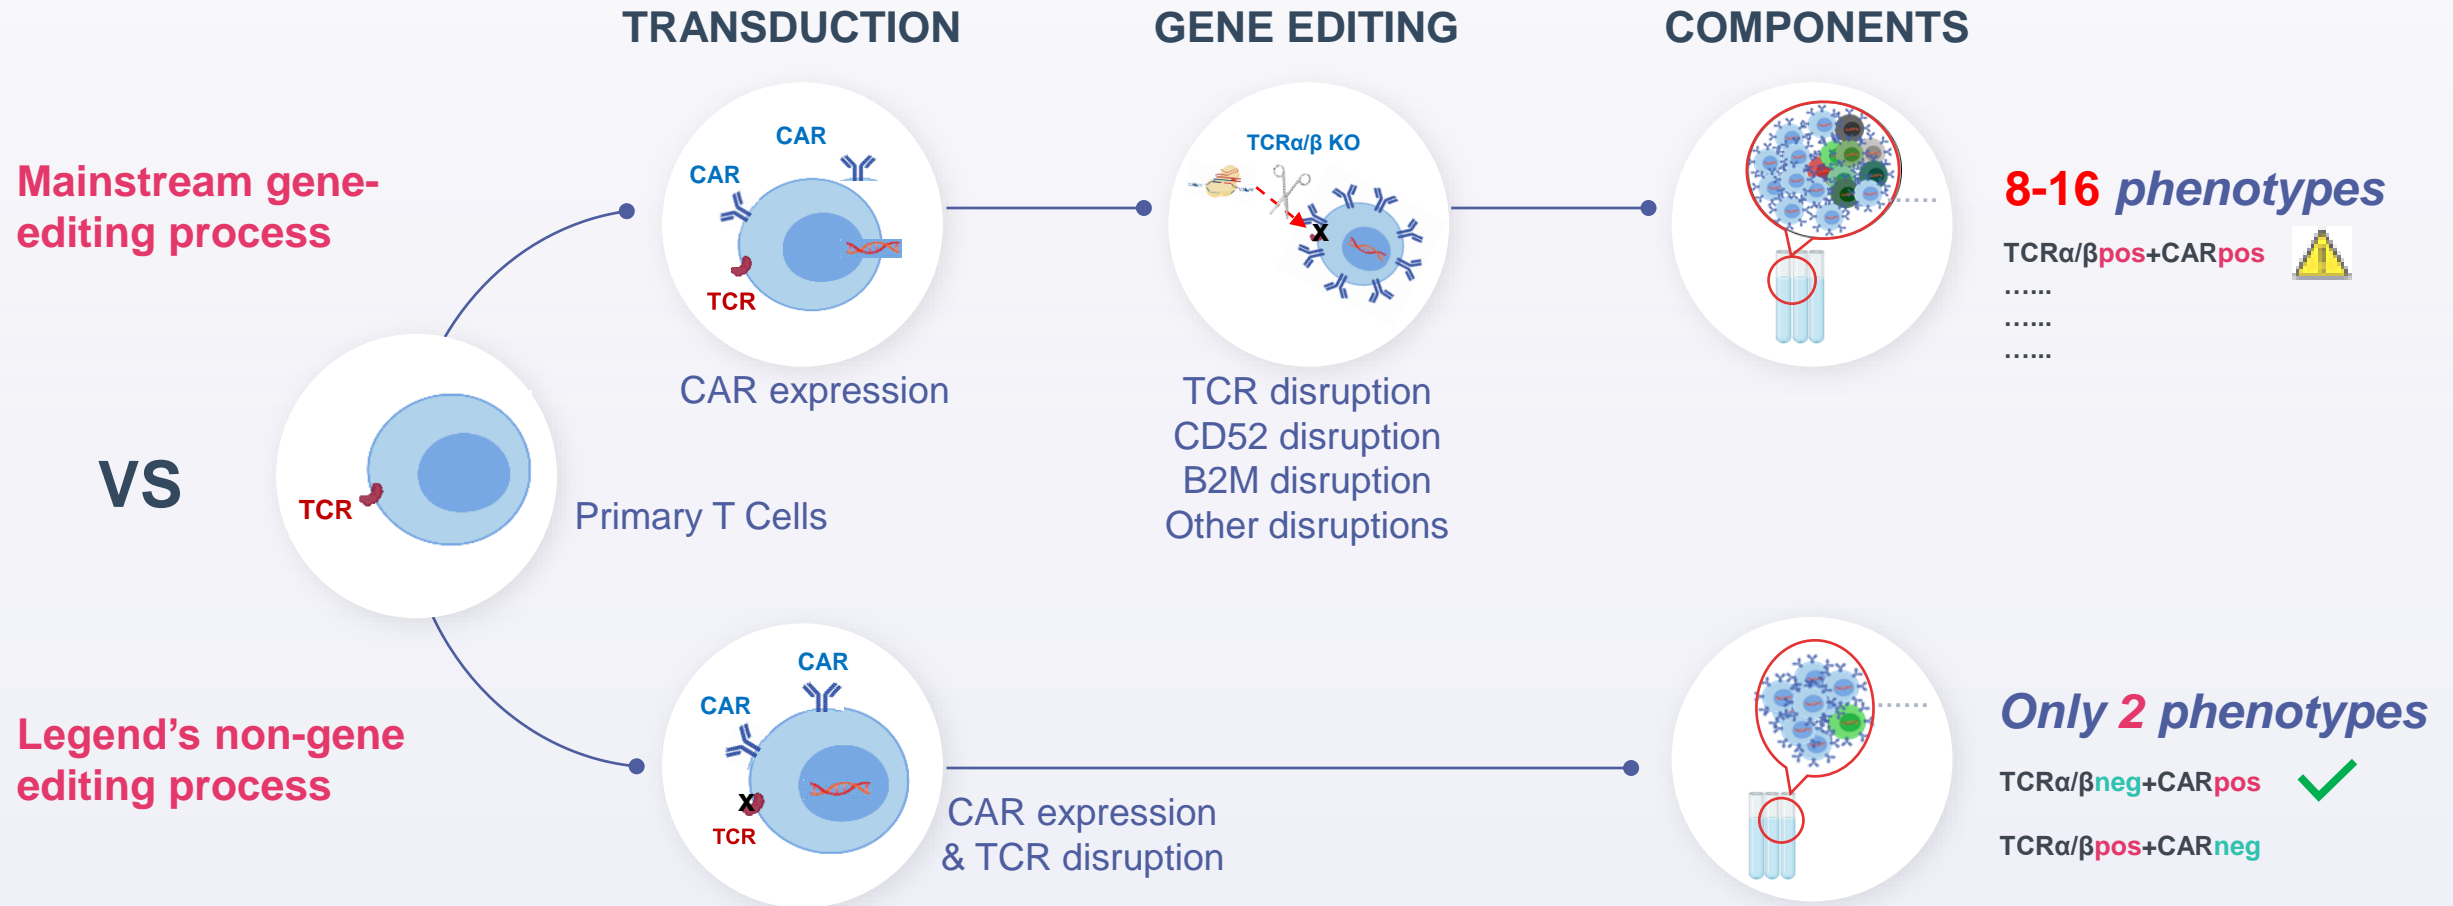 TRANSDUCTION
GENE EDITING
COMPONENTS
Mainstream gene-
editing process
CAR
CAR
TCR
CAR expression
TCRα/β KO
X
TCR disruption
CD52 disruption
B2M disruption
Other disruptions
......
8-16 phenotypes
TCRα/βpos+CARpos
…...
…...
…...
VS
TCR
Primary T Cells
Legend’s non-gene
editing process
CAR
CAR
X
TCR
CAR expression
& TCR disruption
......
Only 2 phenotypes
TCRα/βneg+CARpos
TCRα/βpos+CARneg